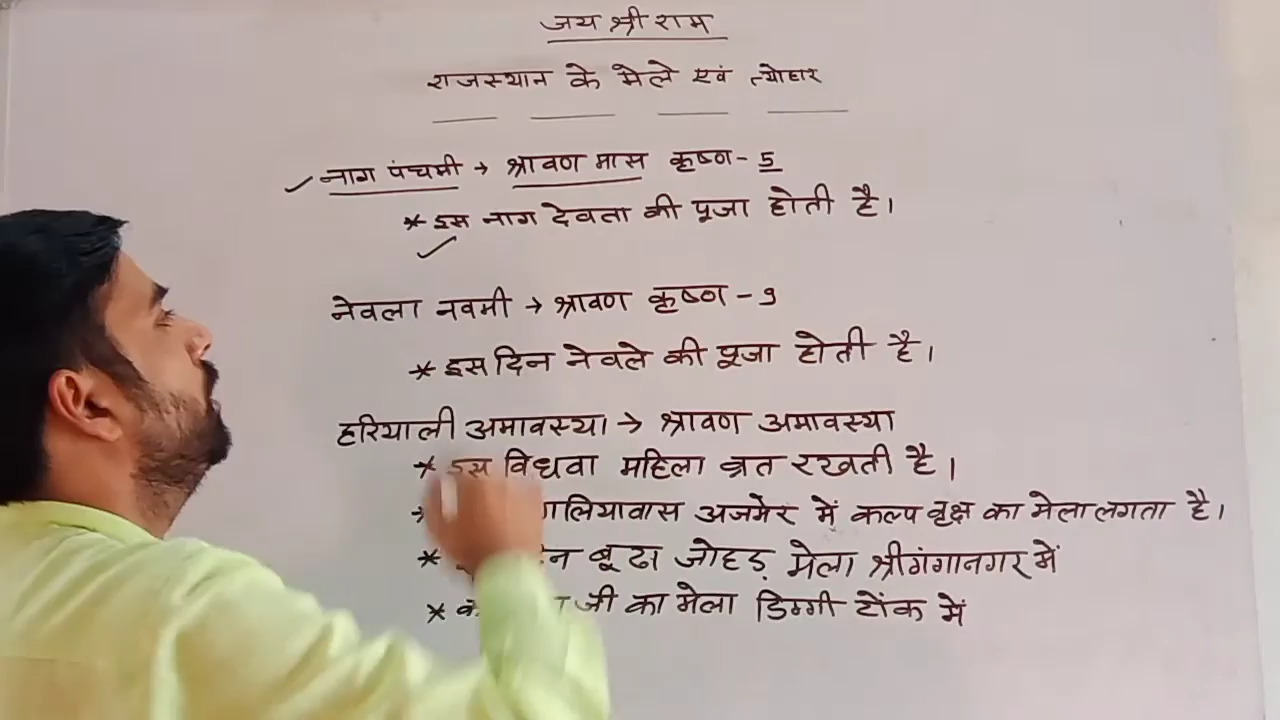 जय श्री राम
राजस्थान के मेले एवं त्योहार
नाग पंचमी → श्रावण मास कृष्ण - 5
* इस नाग देवता की पूजा होती है।
नेवला नवमी → श्रावण कृष्ण - 9
* इस दिन नेवले की पूजा होती है।
हरियाली अमावस्या → श्रावण अमावस्या
* इस विधवा महिला व्रत रखती है।
अजमेर में कल्प वृक्ष का मेला लगता है।
* बूढा जोहड़ मेला श्रीगंगानगर में
* जी का मेला डिग्गी टोंक में